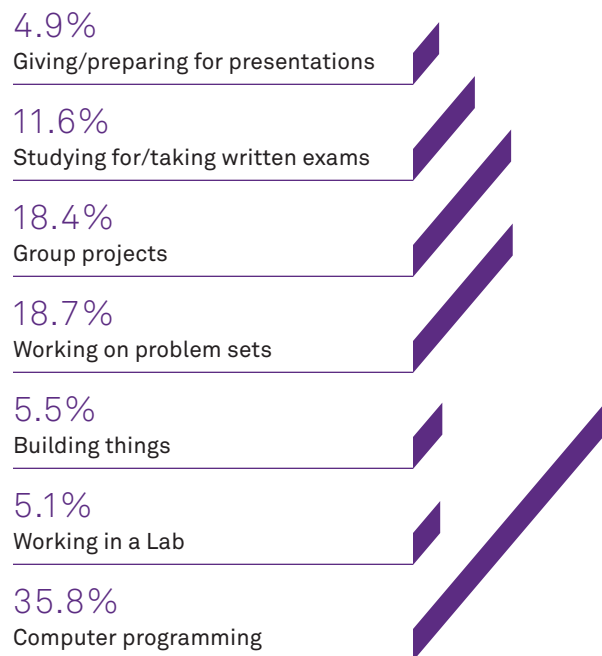 4.9%
Giving/preparing for presentations
11.6%
Studying for/taking written exams
18.4%
Group projects
18.7%
Working on problem sets
5.5%
Building things
5.1%
Working in a Lab
35.8%
Computer programming